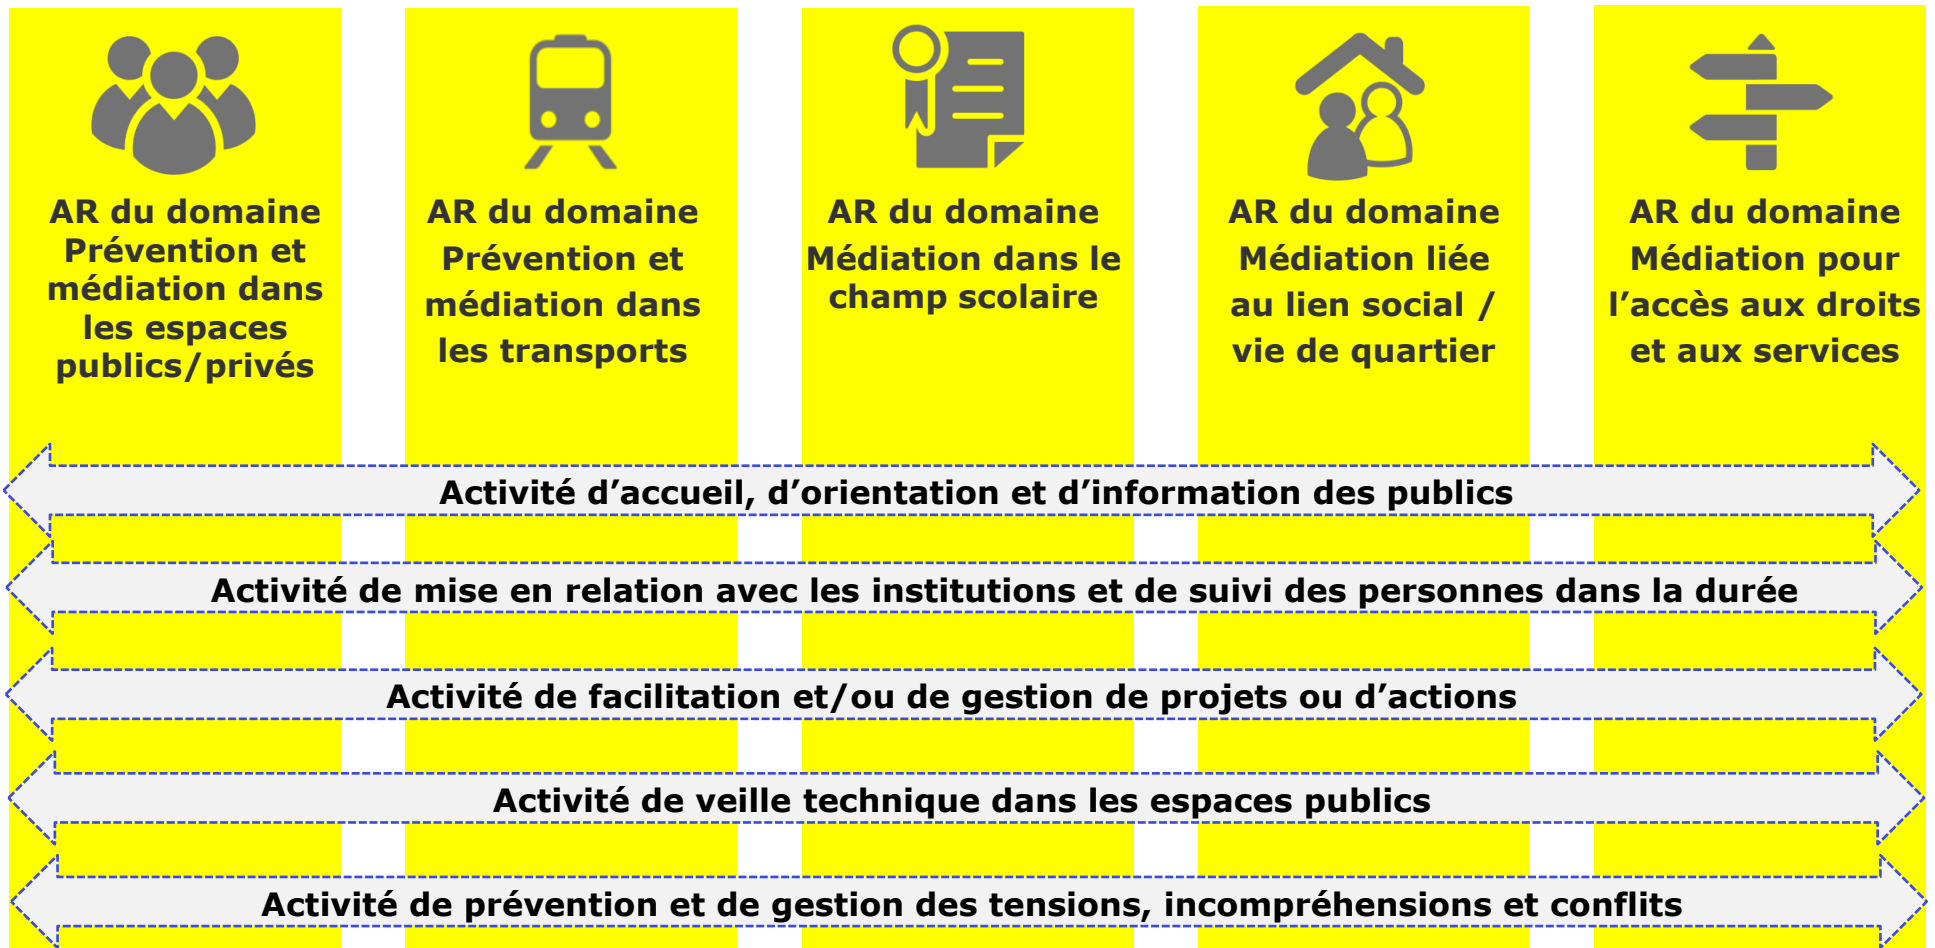 AR du domaine
Prévention et
médiation dans
les espaces
publics/privés
AR du domaine
Prévention et
médiation dans
les transports
AR du domaine
Médiation dans le
champ scolaire
AR du domaine
Médiation liée
au lien social /
vie de quartier
AR du domaine
Médiation pour
l’accès aux droits
et aux services
Activité d’accueil, d’orientation et d’information des publics
Activité de mise en relation avec les institutions et de suivi des personnes dans la durée
Activité de facilitation et/ou de gestion de projets ou d’actions
Activité de veille technique dans les espaces publics
Activité de prévention et de gestion des tensions, incompréhensions et conflits